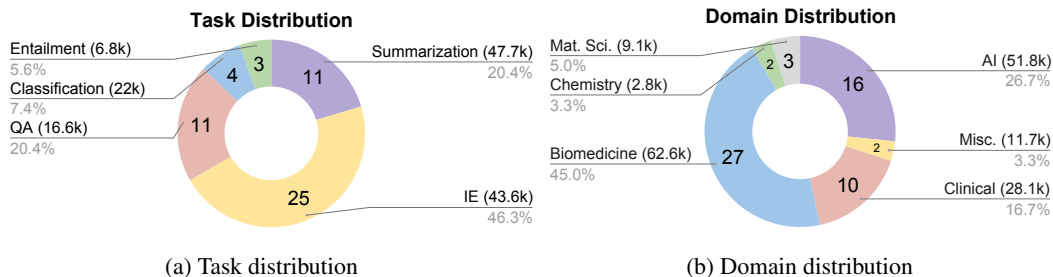 Task Distribution
Entailment (6.8k)
5.6%
Classification (22k)
7.4%
QA (16.6k)
20.4%
Summarization (47.7k)
20.4%
IE (43.6k)
46.3%
3
4
11
11
25
(a) Task distribution
Domain Distribution
Mat. Sci. (9.1k)
5.0%
Chemistry (2.8k)
3.3%
Biomedicine (62.6k)
45.0%
AI (51.8k)
26.7%
Misc. (11.7k)
3.3%
Clinical (28.1k)
16.7%
2
3
16
2
27
10
(b) Domain distribution